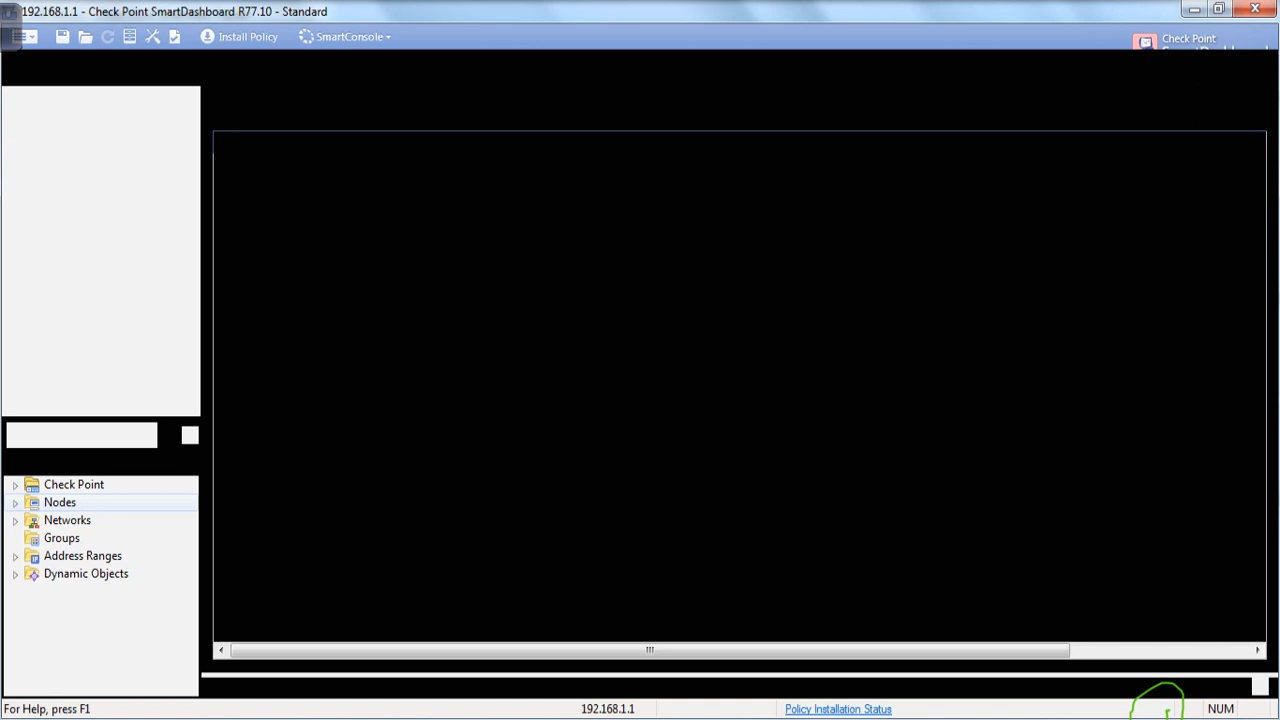 192.168.1.1 - Check Point SmartDashboard R77.10 - Standard
Install Policy SmartConsole
Check Point
Check Point
Nodes
Networks
Groups
Address Ranges
Dynamic Objects
For Help, press F1 192.168.1.1 Policy Installation Status NUM